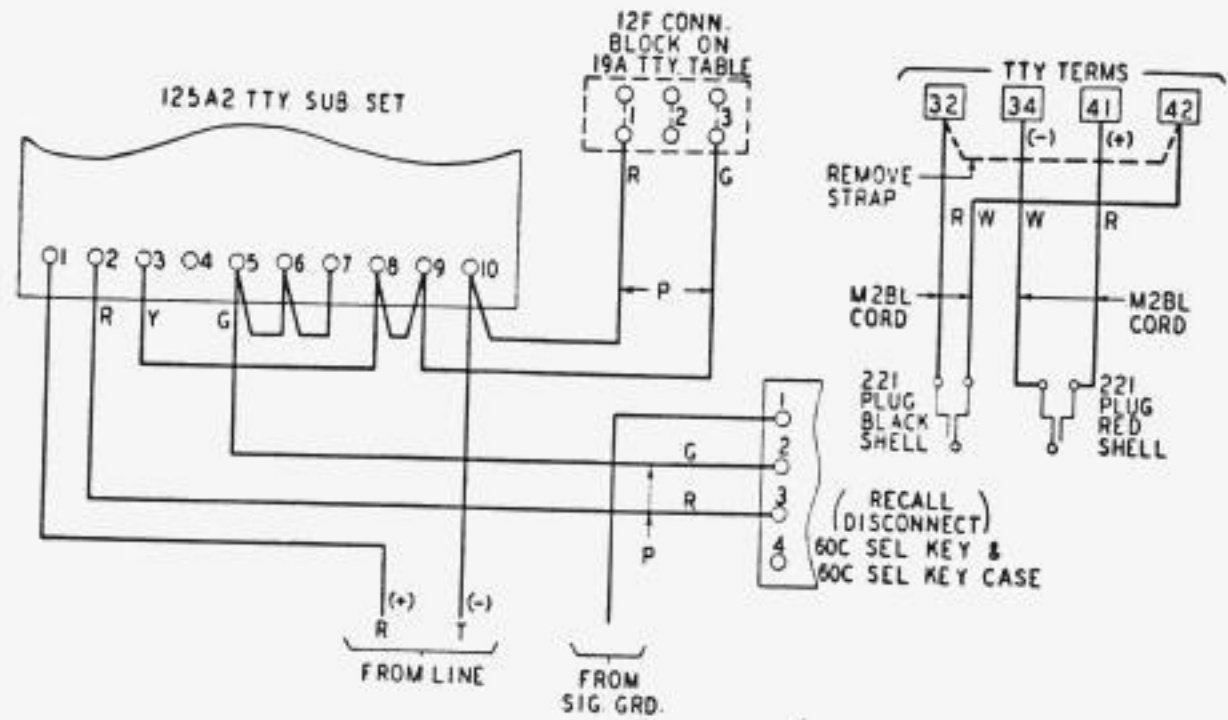 125A2 TTY SUB SET
1 2 3 4 5 6 7 8 9 10
R Y G
12F CONN.
BLOCK ON
19A TTY TABLE
1 2 3
R G
P
TTY TERMS
32 34 41 42
(-) (+)
REMOVE
STRAP
R W W R
M2BL
CORD
M2BL
CORD
221
PLUG
BLACK
SHELL
221
PLUG
RED
SHELL
1
2
3
4
G
R
P
(RECALL
DISCONNECT)
60C SEL KEY &
60C SEL KEY CASE
(+) (-)
R T
FROM LINE
FROM
SIG. GRD.